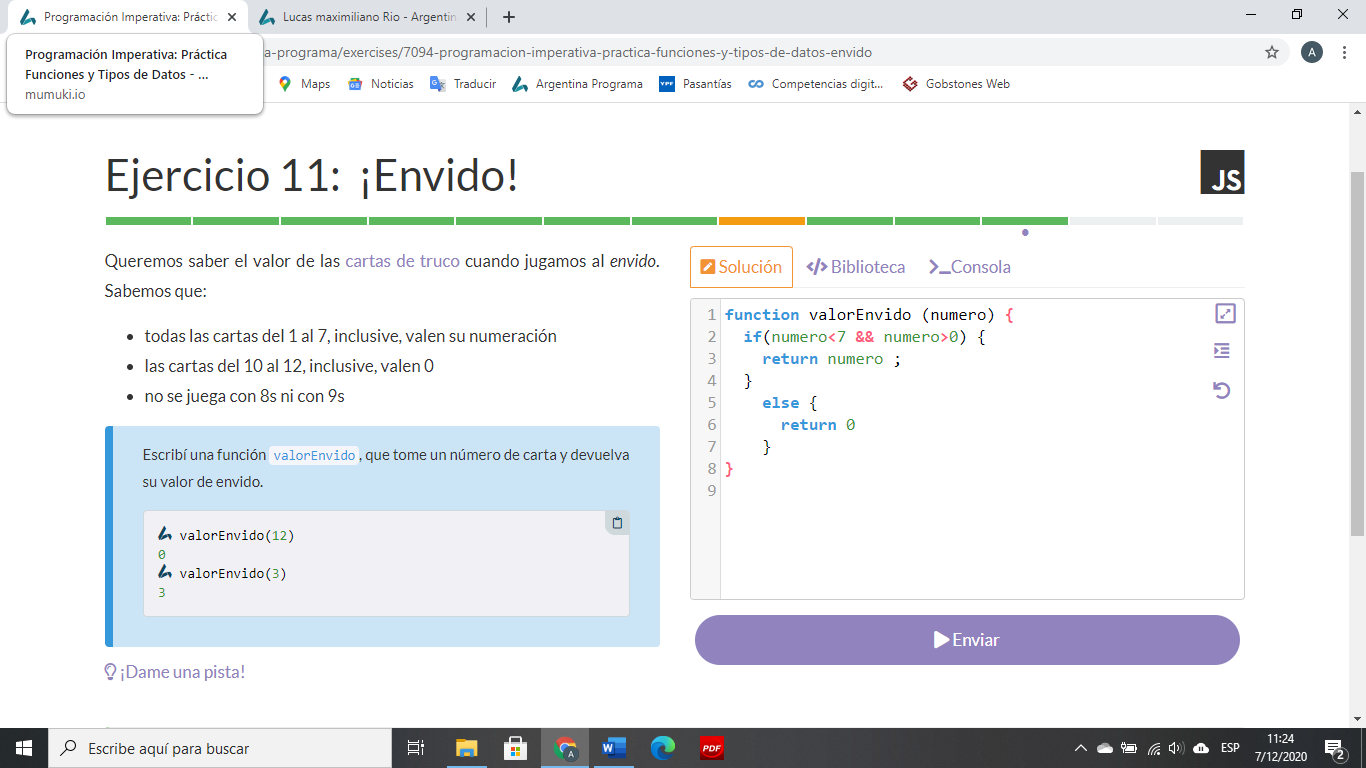 Programación Imperativa: Práctic
Lucas maximiliano Rio - Argentin
Programación Imperativa: Práctica
Funciones y Tipos de Datos - ...
mumuki.io
a-programa/exercises/7094-programacion-imperativa-practica-funciones-y-tipos-de-datos-envido
A
Maps
Noticias
Traducir
Argentina Programa
YPF
Pasantías
Competencias digit...
Gobstones Web
Ejercicio 11: ¡Envido!
JS
Queremos saber el valor de las cartas de truco cuando jugamos al envido.
Sabemos que:
todas las cartas del 1 al 7, inclusive, valen su numeración
las cartas del 10 al 12, inclusive, valen 0
no se juega con 8s ni con 9s
Escribí una función valorEnvido, que tome un número de carta y devuelva
su valor de envido.
valorEnvido(12)
0
valorEnvido(3)
3
¡Dame una pista!
Solución
Biblioteca
Consola
1 function valorEnvido (numero) {
2 if(numero<7 && numero>0) {
3 return numero ;
4 }
5 else {
6 return 0
7 }
8 }
9
Enviar
Escribe aquí para buscar
A
W
PDF
ESP
11:24
7/12/2020
2